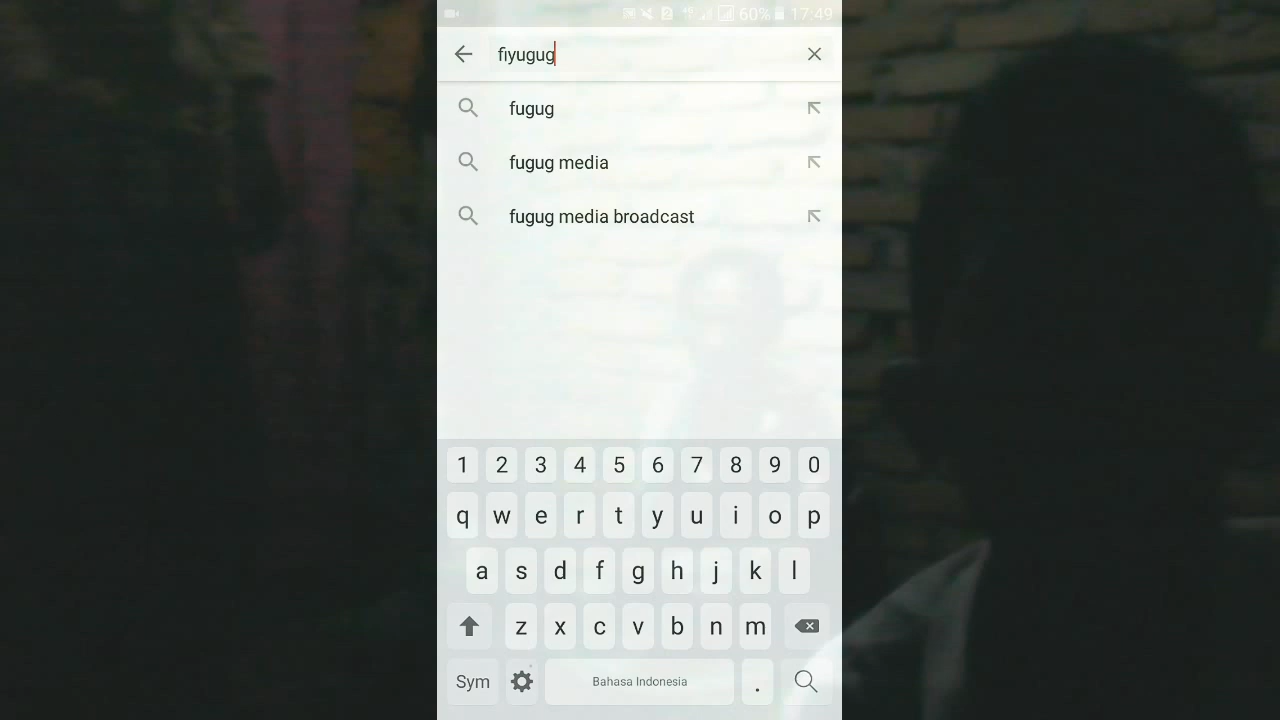 60% 17:49
fiyugug
fugug
fugug media
fugug media broadcast
1 2 3 4 5 6 7 8 9 0
q w e r t y u i o p
a s d f g h j k l
z x c v b n m
Sym Bahasa Indonesia .